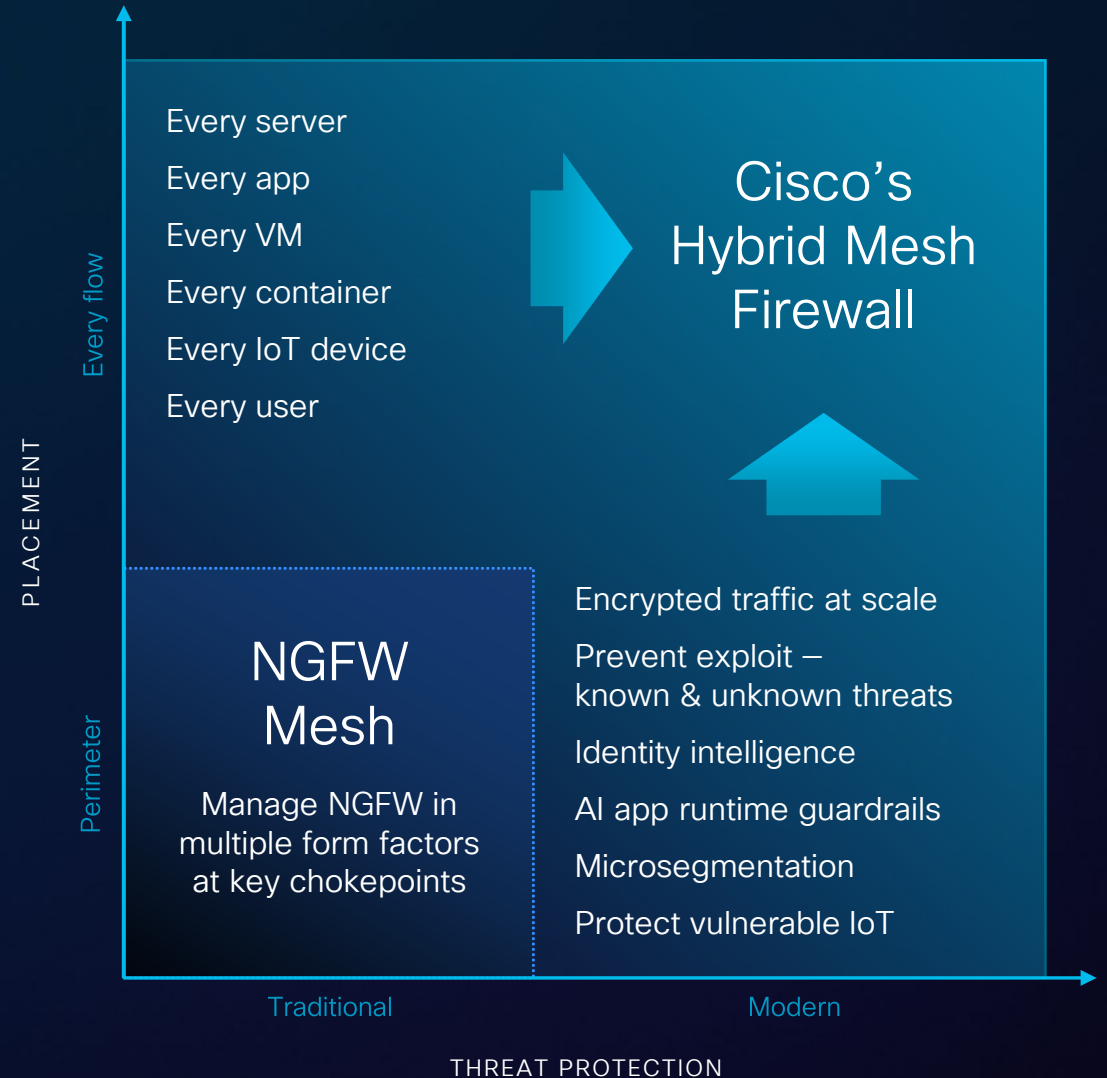 Every server
Every app
Every VM
Every container
Every IoT device
Every user
Cisco's
Hybrid Mesh
Firewall
Every flow
PLACEMENT
Perimeter
NGFW
Mesh
Manage NGFW in
multiple form factors
at key chokepoints
Encrypted traffic at scale
Prevent exploit –
known & unknown threats
Identity intelligence
AI app runtime guardrails
Microsegmentation
Protect vulnerable IoT
Traditional
Modern
THREAT PROTECTION